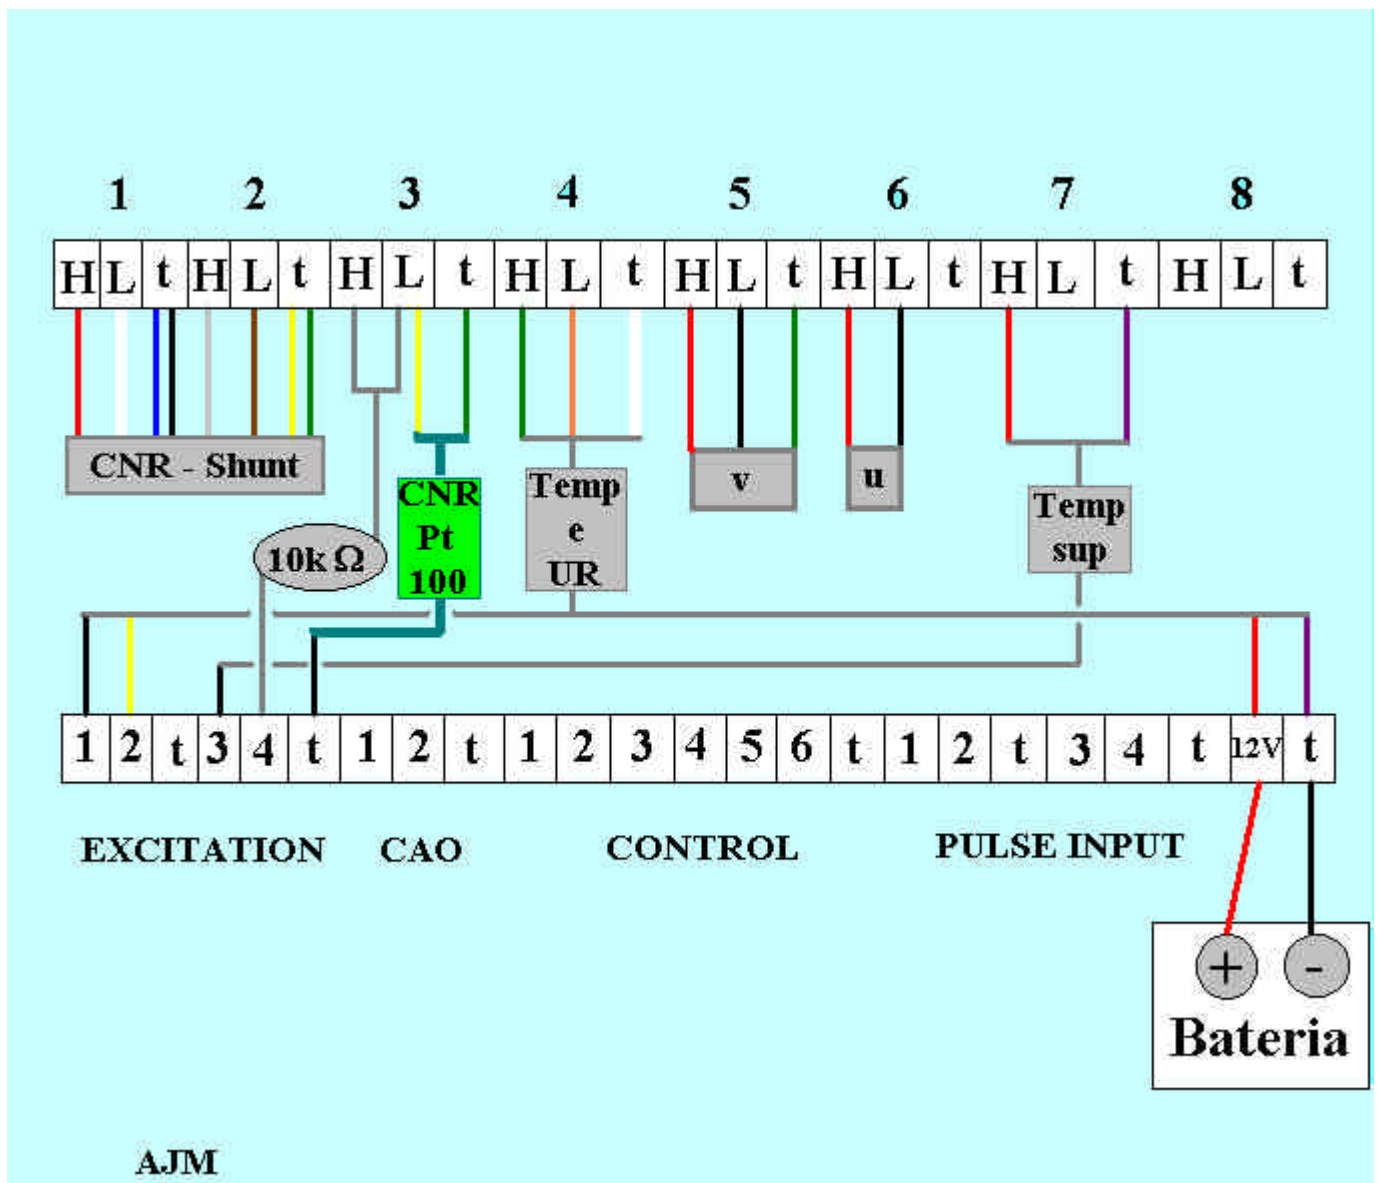 1 2 3 4 5 6 7 8
H L t H L t H L t H L t H L t H L t H L t H L t
CNR - Shunt
10k Ω
CNR
Pt
100
Temp
e
UR
v
u
Temp
sup
1 2 t 3 4 t 1 2 t 1 2 3 4 5 6 t 1 2 t 3 4 t 12V t
EXCITATION CAO CONTROL PULSE INPUT
+ -
Bateria
AJM